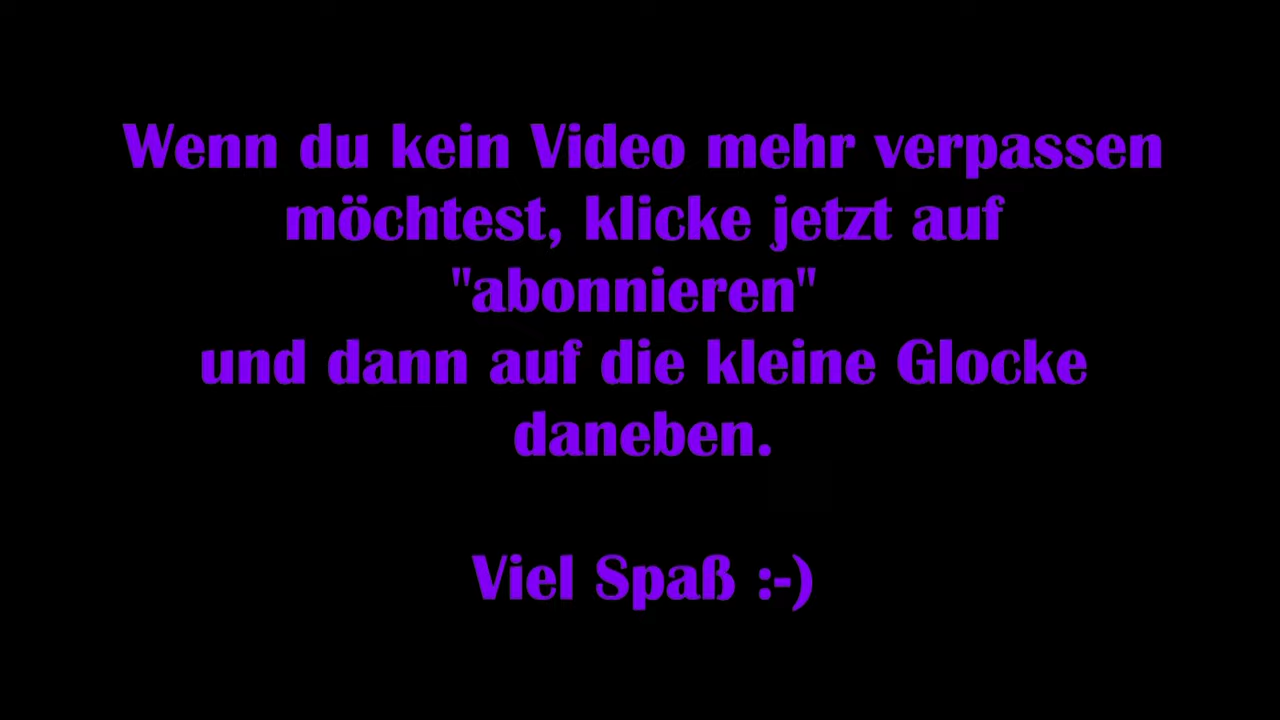 Wenn du kein Video mehr verpassen
möchtest, klicke jetzt auf
"abonnieren"
und dann auf die kleine Glocke
daneben.
Viel Spaß :-)